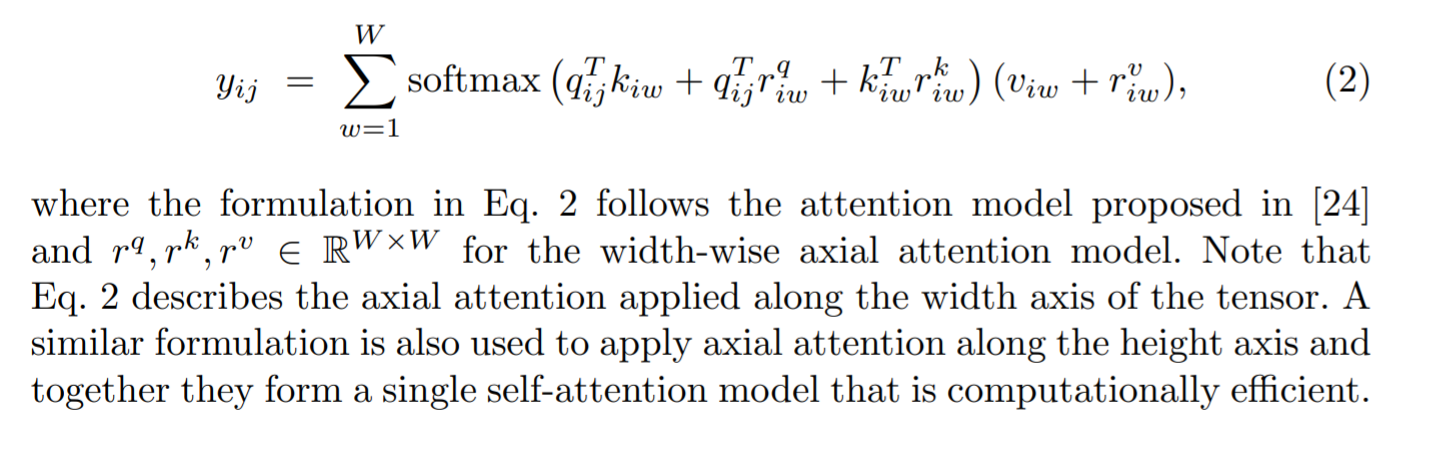 y_{ij} = \sum_{w=1}^{W} softmax (q_{ij}^T k_{iw} + q_{ij}^T r_{iw}^q + k_{iw}^T r_{iw}^k) (v_{iw} + r_{iw}^v), (2)
where the formulation in Eq. 2 follows the attention model proposed in [24]
and r^q, r^k, r^v ∈ ℝ^{W×W} for the width-wise axial attention model. Note that
Eq. 2 describes the axial attention applied along the width axis of the tensor. A
similar formulation is also used to apply axial attention along the height axis and
together they form a single self-attention model that is computationally efficient.